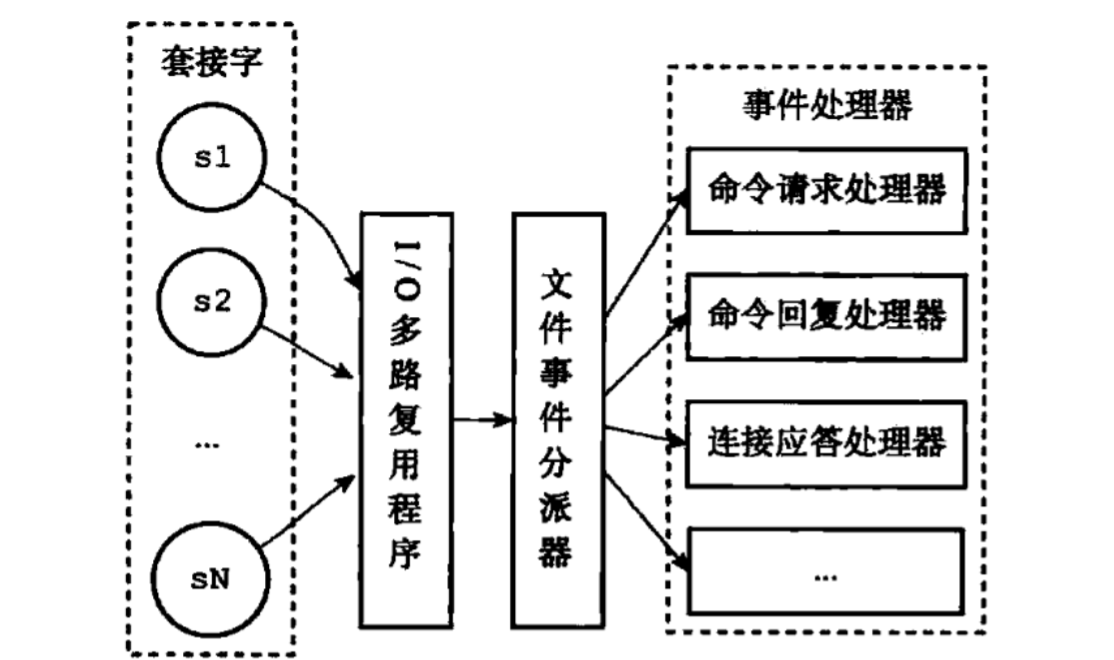 套接字
s1
s2
...
sN
I/O多路复用程序
文件事件分派器
事件处理器
命令请求处理器
命令回复处理器
连接应答处理器
...